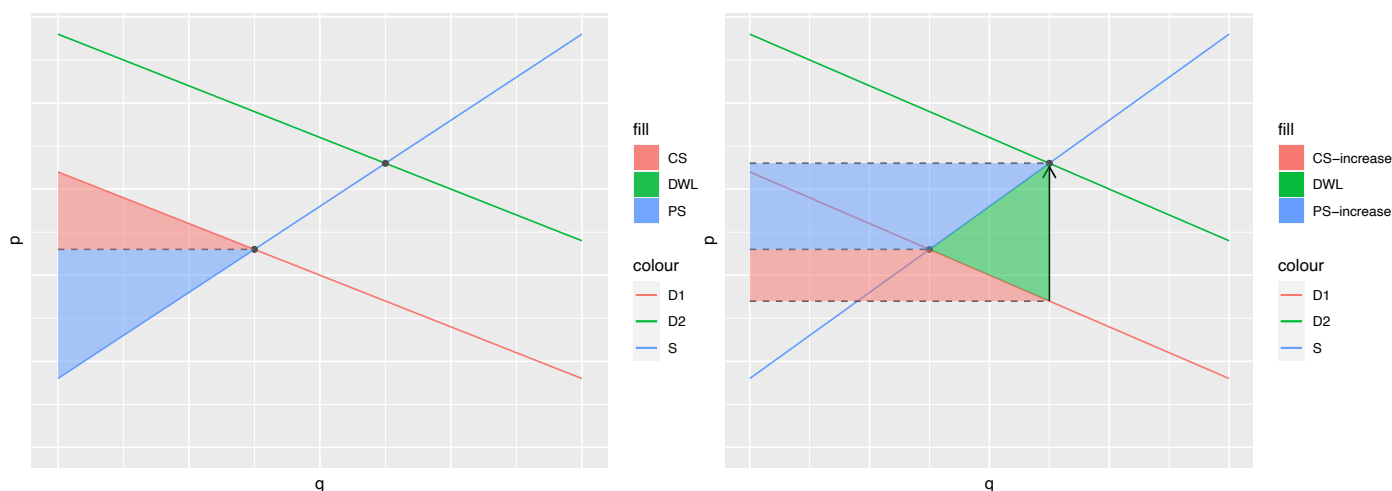 p
q
fill
CS
DWL
PS
colour
D1
D2
S
p
q
fill
CS−increase
DWL
PS−increase
colour
D1
D2
S